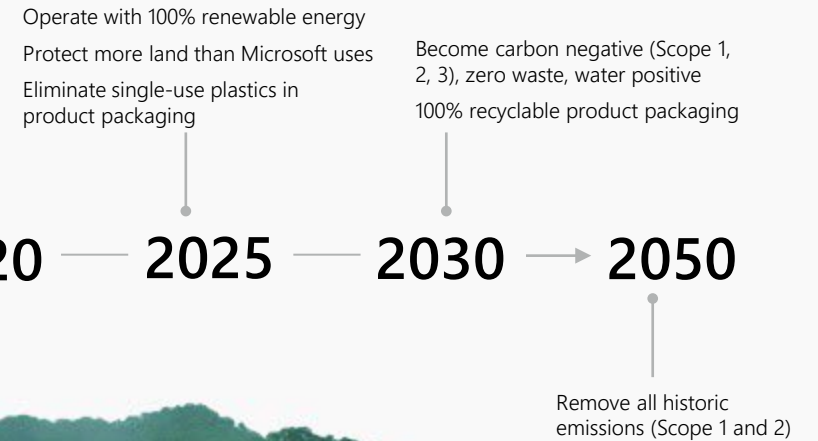 Operate with 100% renewable energy
Protect more land than Microsoft uses
Eliminate single-use plastics in
product packaging
Become carbon negative (Scope 1,
2, 3), zero waste, water positive
100% recyclable product packaging
20 2025 2030 2050
Remove all historic
emissions (Scope 1 and 2)